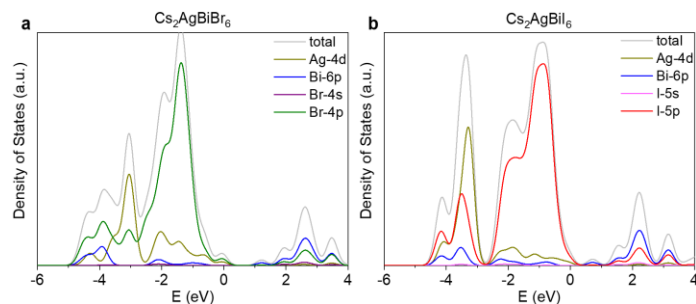 a
Cs₂AgBiBr₆
total
Ag-4d
Bi-6p
Br-4s
Br-4p
Density of States (a.u.)
-6 -4 -2 0 2 4
E (eV)
b
Cs₂AgBiI₆
total
Ag-4d
Bi-6p
I-5s
I-5p
Density of States (a.u.)
-6 -4 -2 0 2 4
E (eV)